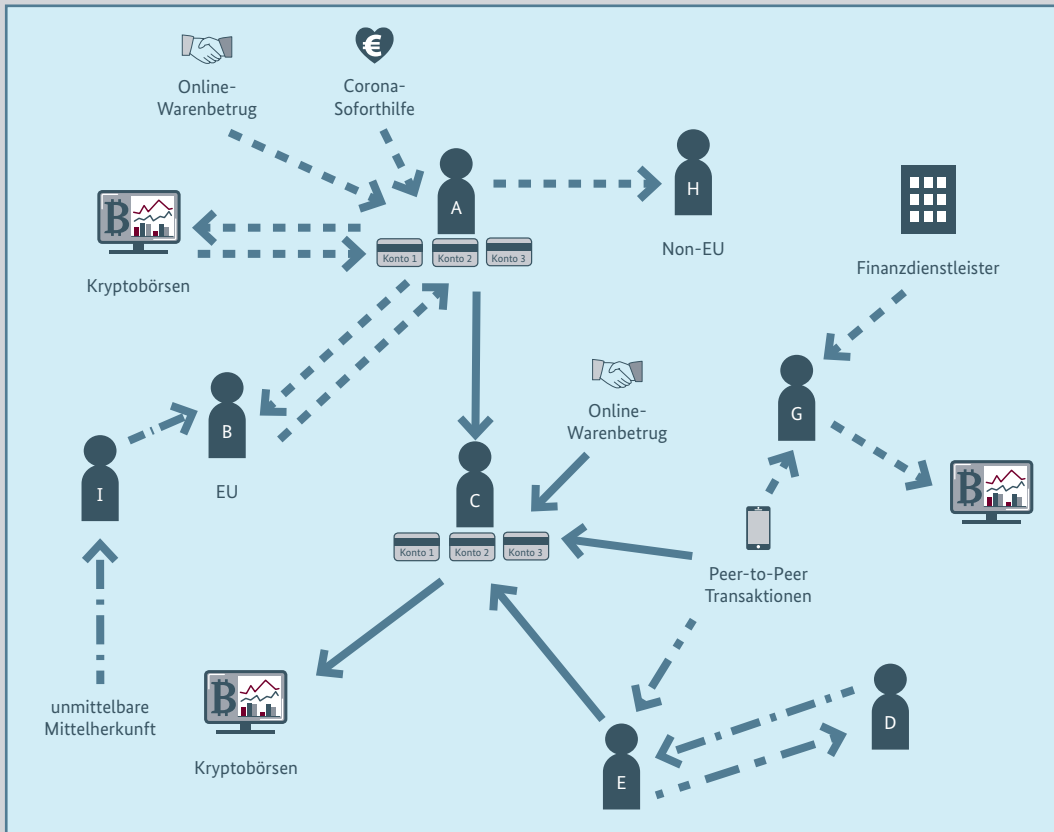 Online-
Warenbetrug
Corona-
Soforthilfe
A
H
Konto 1
Konto 2
Konto 3
Non-EU
Finanzdienstleister
Kryptobörsen
Online-
Warenbetrug
G
B
EU
I
C
Konto 1
Konto 2
Konto 3
Peer-to-Peer
Transaktionen
unmittelbare
Mittelherkunft
Kryptobörsen
D
E